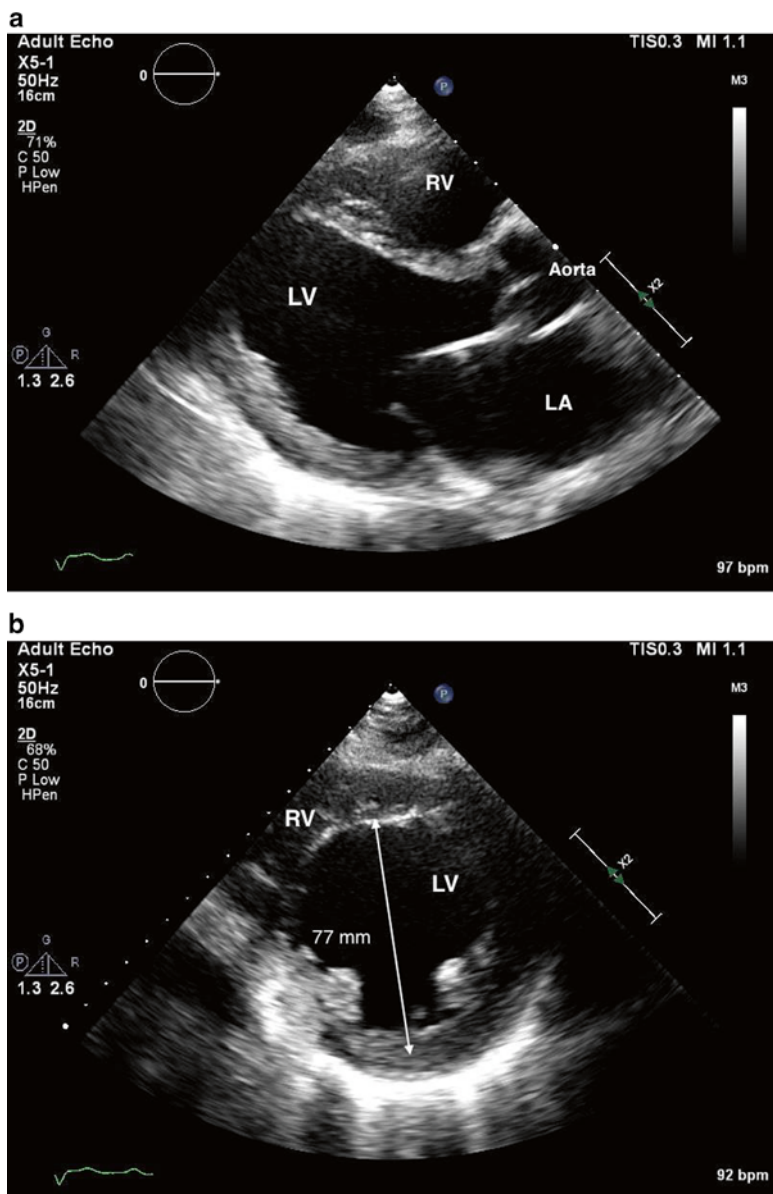 a
Adult Echo
TIS0.3 MI 1.1
X5-1
50Hz
16cm
0
P
M3
2D
71%
C 50
P Low
HPen
RV
Aorta
X2
LV
G
P R
1.3 2.6
LA
97 bpm
b
Adult Echo
TIS0.3 MI 1.1
X5-1
50Hz
16cm
0
P
M3
2D
68%
C 50
P Low
HPen
RV
X2
LV
77 mm
G
P R
1.3 2.6
92 bpm